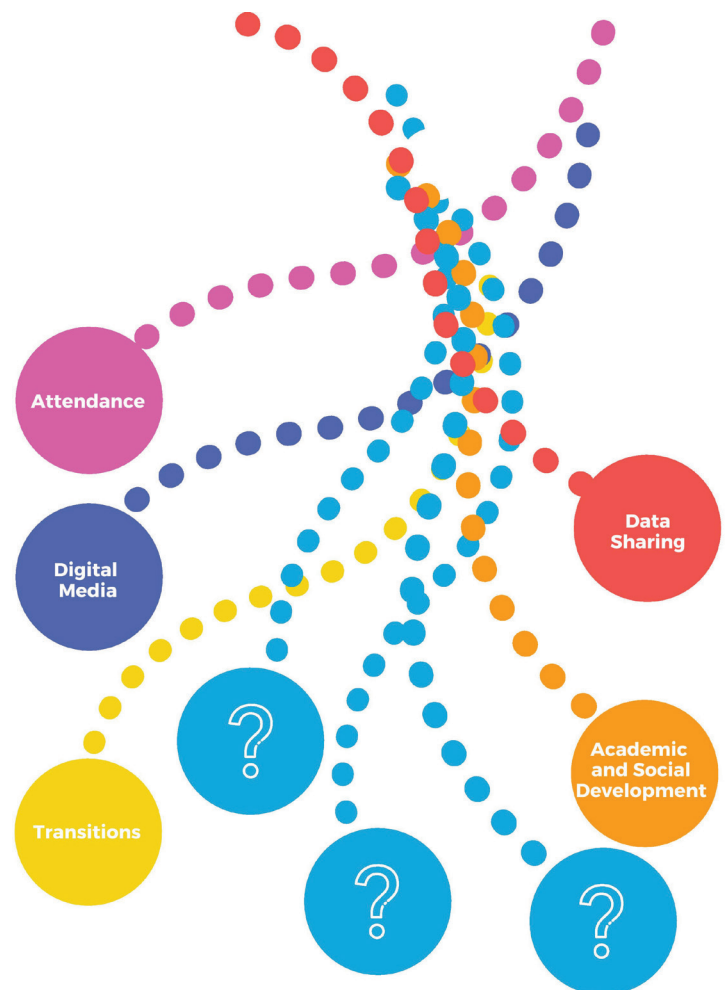 Attendance
Digital
Media
Transitions
?
?
?
Data
Sharing
Academic
and Social
Development